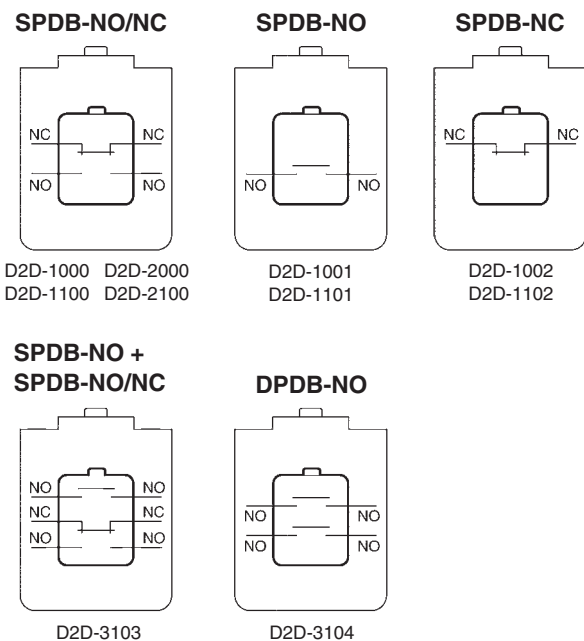 SPDB-NO/NC
SPDB-NO
SPDB-NC
NC NC
NO NO
NO NO
NC NC
D2D-1000 D2D-2000
D2D-1100 D2D-2100
D2D-1001
D2D-1101
D2D-1002
D2D-1102
SPDB-NO +
SPDB-NO/NC
DPDB-NO
NO NO
NC NC
NO NO
NO NO
NO NO
D2D-3103
D2D-3104